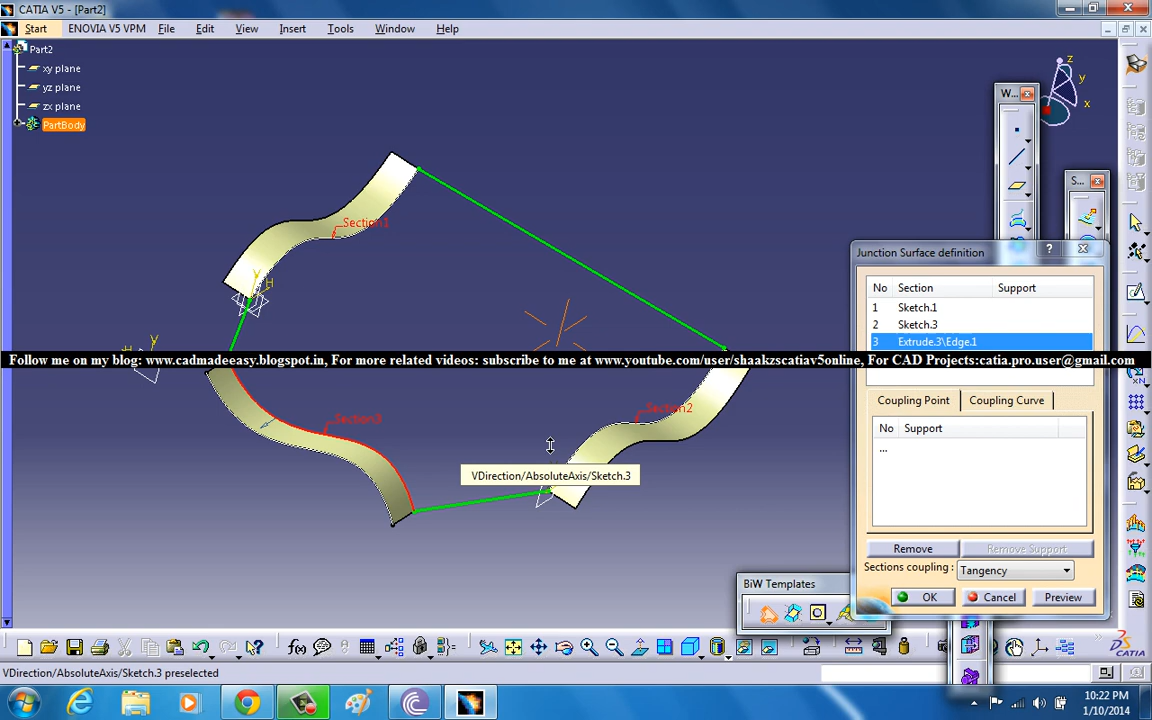 CATIA V5 - [Part2]
Start ENOVIA V5 VPM File Edit View Insert Tools Window Help
Part2
xy plane
yz plane
zx plane
PartBody
z
y
x
W...
S...
Section1
Y
H
Junction Surface definition
No Section Support
1 Sketch.1
2 Sketch.3
3 Extrude.3\Edge.1
H y
Follow me on my blog: www.cadmadeeasy.blogspot.in, For more related videos: subscribe to me at www.youtube.com/user/shaakzscatiav5online, For CAD Projects:catia.pro.user@gmail.com
Coupling Point Coupling Curve
Section3 Section2
No Support
...
VDirection/AbsoluteAxis/Sketch.3
Remove Remove Support
Sections coupling : Tangency
BiW Templates
OK Cancel Preview
VDirection/AbsoluteAxis/Sketch.3 preselected
10:22 PM
1/10/2014